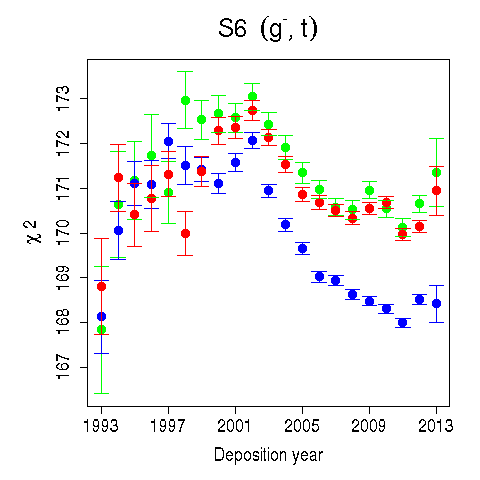 S6 (g-, t)
173
172
171
170
169
168
167
χ 2
1993 1997 2001 2005 2009 2013
Deposition year